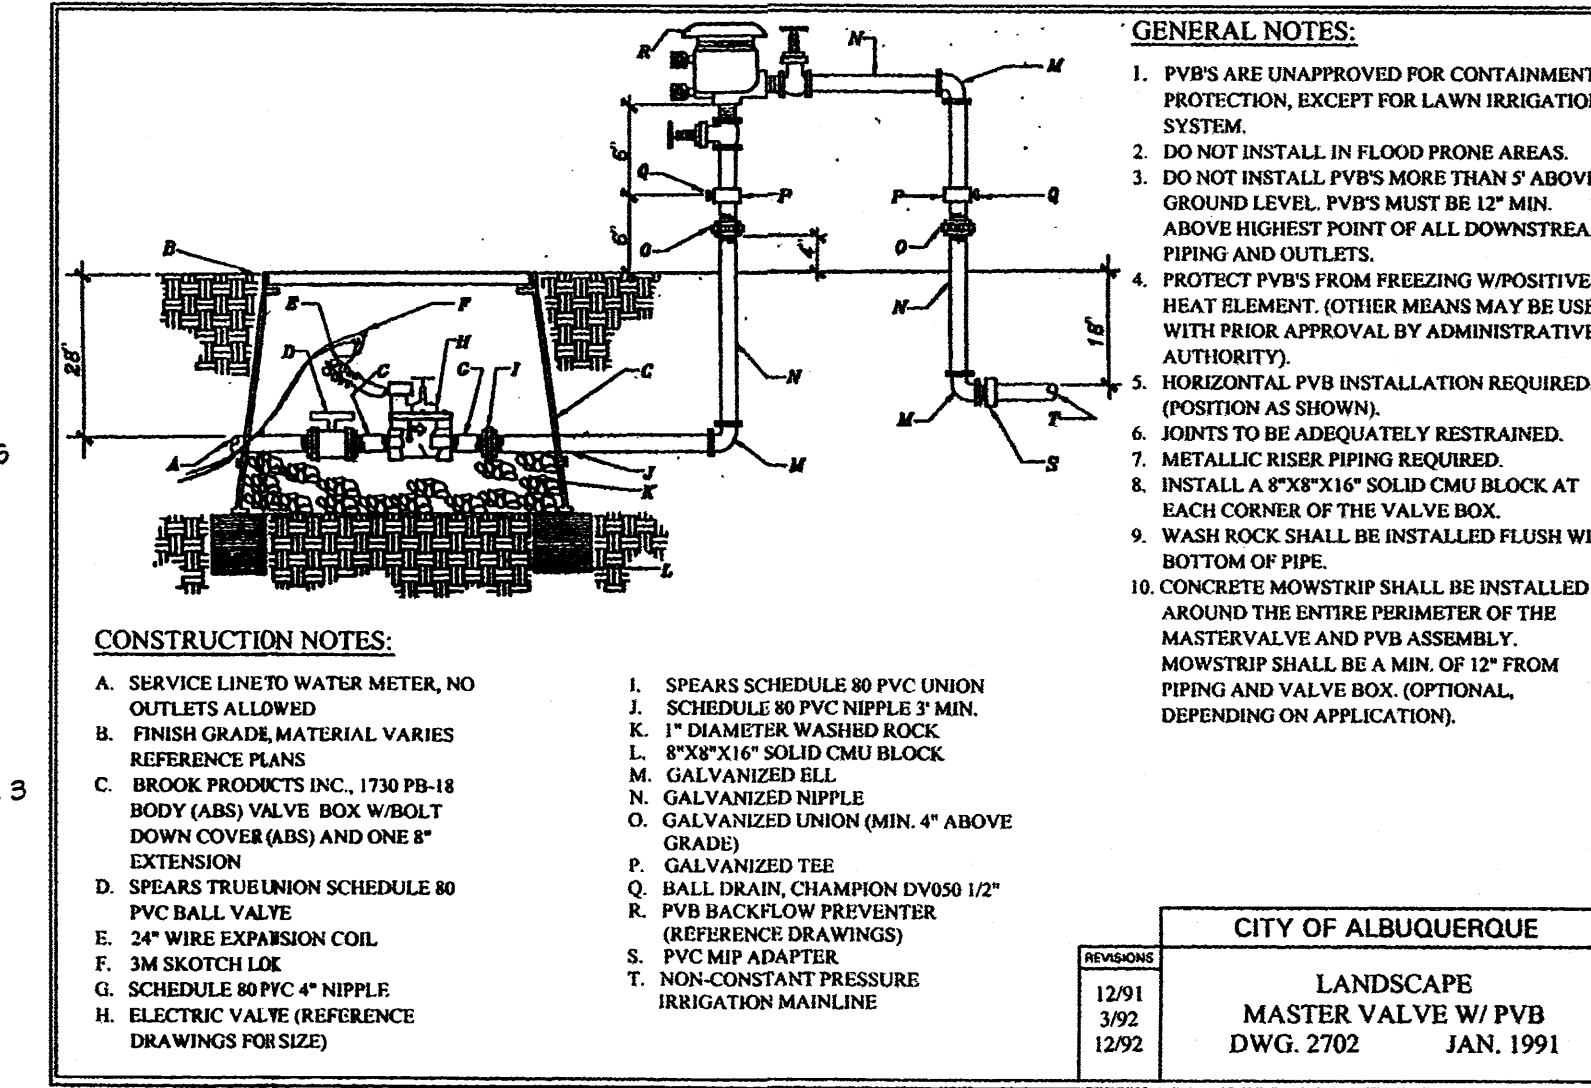 GENERAL NOTES:
1. PVB'S ARE UNAPPROVED FOR CONTAINMENT
PROTECTION, EXCEPT FOR LAWN IRRIGATION
SYSTEM.
2. DO NOT INSTALL IN FLOOD PRONE AREAS.
3. DO NOT INSTALL PVB'S MORE THAN 5' ABOVE
GROUND LEVEL. PVB'S MUST BE 12" MIN.
ABOVE HIGHEST POINT OF ALL DOWNSTREA
PIPING AND OUTLETS.
4. PROTECT PVB'S FROM FREEZING W/POSITIVE
HEAT ELEMENT. (OTHER MEANS MAY BE USE
WITH PRIOR APPROVAL BY ADMINISTRATIVE
AUTHORITY).
5. HORIZONTAL PVB INSTALLATION REQUIRED.
(POSITION AS SHOWN).
6. JOINTS TO BE ADEQUATELY RESTRAINED.
7. METALLIC RISER PIPING REQUIRED.
8. INSTALL A 8"X8"X16" SOLID CMU BLOCK AT
EACH CORNER OF THE VALVE BOX.
9. WASH ROCK SHALL BE INSTALLED FLUSH WI
BOTTOM OF PIPE.
10. CONCRETE MOWSTRIP SHALL BE INSTALLED
AROUND THE ENTIRE PERIMETER OF THE
MASTERVALVE AND PVB ASSEMBLY.
MOWSTRIP SHALL BE A MIN. OF 12" FROM
PIPING AND VALVE BOX. (OPTIONAL,
DEPENDING ON APPLICATION).
R
N
M
6"
Q
P
P
Q
6"
O
4"
O
B
E
F
N
28"
18"
D
C
H
G
I
C
N
M
T
A
J
M
S
K
L
CONSTRUCTION NOTES:
A. SERVICE LINE TO WATER METER, NO
OUTLETS ALLOWED
B. FINISH GRADE, MATERIAL VARIES
REFERENCE PLANS
C. BROOK PRODUCTS INC., 1730 PB-18
BODY (ABS) VALVE BOX W/BOLT
DOWN COVER (ABS) AND ONE 8"
EXTENSION
D. SPEARS TRUE UNION SCHEDULE 80
PVC BALL VALVE
E. 24" WIRE EXPANSION COIL
F. 3M SKOTCH LOK
G. SCHEDULE 80 PVC 4" NIPPLE
H. ELECTRIC VALVE (REFERENCE
DRAWINGS FOR SIZE)
I. SPEARS SCHEDULE 80 PVC UNION
J. SCHEDULE 80 PVC NIPPLE 3' MIN.
K. 1" DIAMETER WASHED ROCK
L. 8"X8"X16" SOLID CMU BLOCK
M. GALVANIZED ELL
N. GALVANIZED NIPPLE
O. GALVANIZED UNION (MIN. 4" ABOVE
GRADE)
P. GALVANIZED TEE
Q. BALL DRAIN, CHAMPION DV050 1/2"
R. PVB BACKFLOW PREVENTER
(REFERENCE DRAWINGS)
S. PVC MIP ADAPTER
T. NON-CONSTANT PRESSURE
IRRIGATION MAINLINE
3
CITY OF ALBUQUERQUE
REVISIONS
12/91
3/92
12/92
LANDSCAPE
MASTER VALVE W/ PVB
DWG. 2702 JAN. 1991